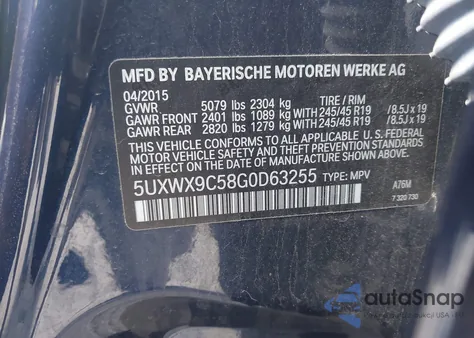 MFD BY BAYERISCHE MOTOREN WERKE AG
04/2015 TIRE / RIM
GVWR 5079 lbs 2304 kg
GAWR FRONT 2401 lbs 1089 kg WITH 245/45 R19 / 8.5J x 19
GAWR REAR 2820 lbs 1279 kg WITH 245/45 R19 / 8.5J x 19
THIS VEHICLE CONFORMS TO ALL APPLICABLE FEDERAL MOTOR VEHICLE SAFETY, BUMPER AND THEFT PREVENTION STANDARDS IN EFFECT ON THE DATE OF MANUFACTURE SHOWN ABOVE.
5UXWX9C58G0D63255 TYPE: MPV A76M
7 320 730
autoSnap